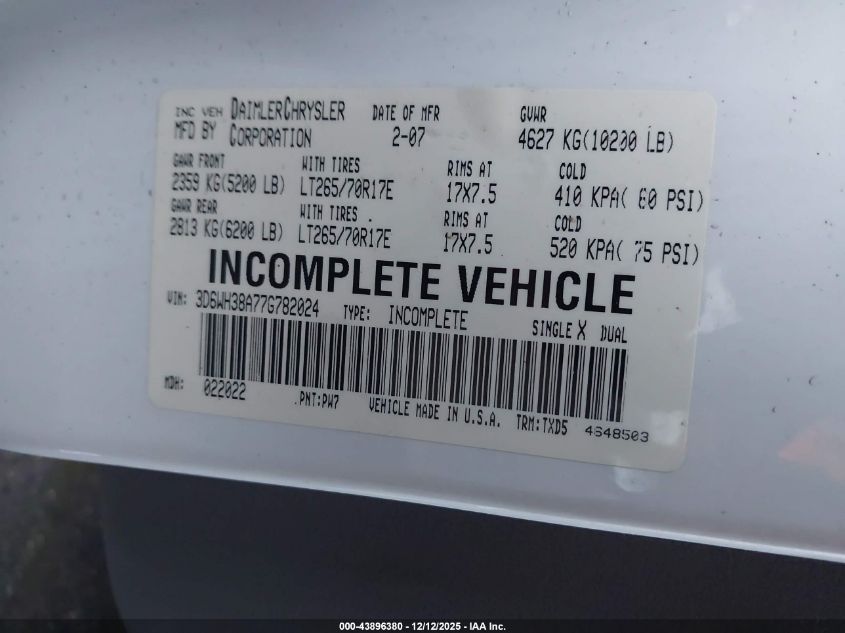 INC VEH DAIMLERCHRYSLER DATE OF MFR GVWR
MFD BY CORPORATION 2-07 4627 KG(10200 LB)
GAWR FRONT WITH TIRES RIMS AT COLD
2359 KG(5200 LB) LT265/70R17E 17X7.5 410 KPA( 60 PSI)
GAWR REAR WITH TIRES RIMS AT COLD
2813 KG(6200 LB) LT265/70R17E 17X7.5 520 KPA( 75 PSI)
INCOMPLETE VEHICLE
VIN: 3D6WH38A77G782024 TYPE: INCOMPLETE SINGLE X DUAL
MDH: 022022 PNT:PW7 VEHICLE MADE IN U.S.A. TRM:TXD5 4648503
000-43896380 - 12/12/2025 - IAA Inc.